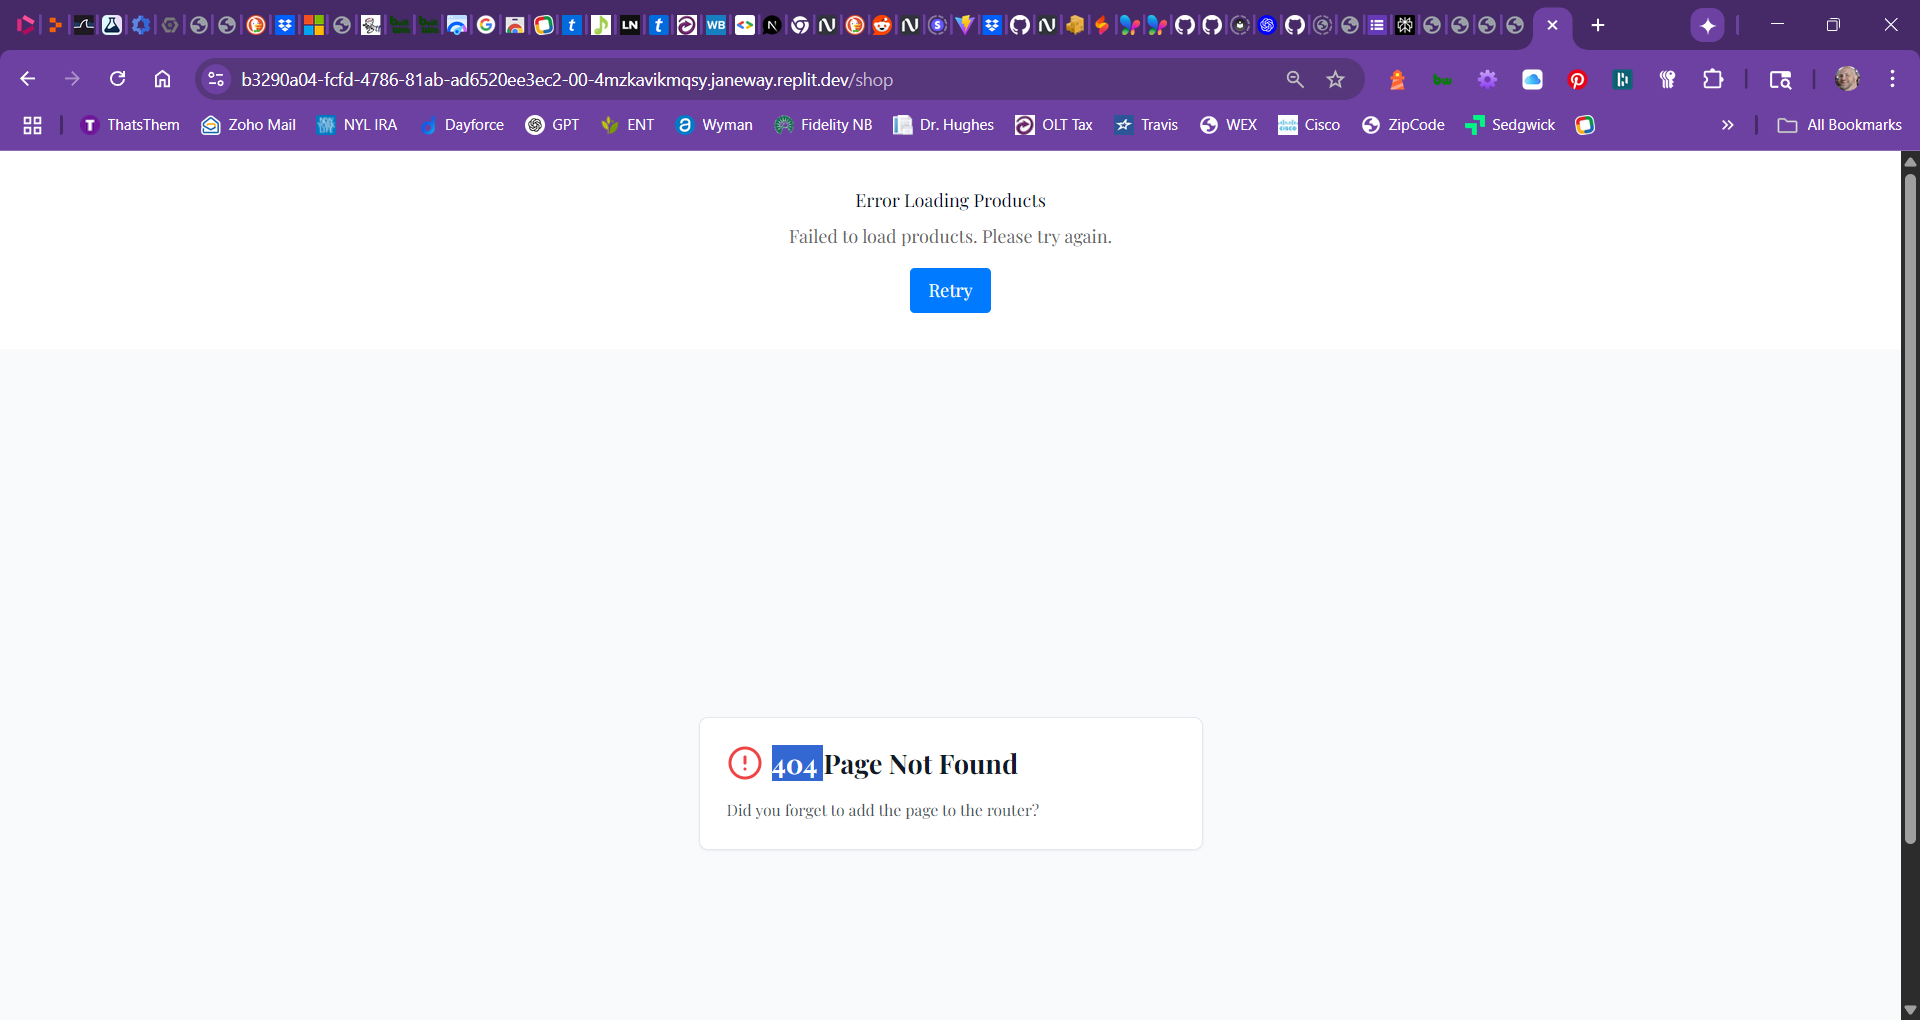 b3290a04-fcfd-4786-81ab-ad6520ee3ec2-00-4mzkavikmqsy.janeway.replit.dev/shop
ThatsThem Zoho Mail NYL IRA Dayforce GPT ENT Wyman Fidelity NB Dr. Hughes OLT Tax Travis WEX Cisco ZipCode Sedgwick All Bookmarks
Error Loading Products
Failed to load products. Please try again.
Retry
404 Page Not Found
Did you forget to add the page to the router?